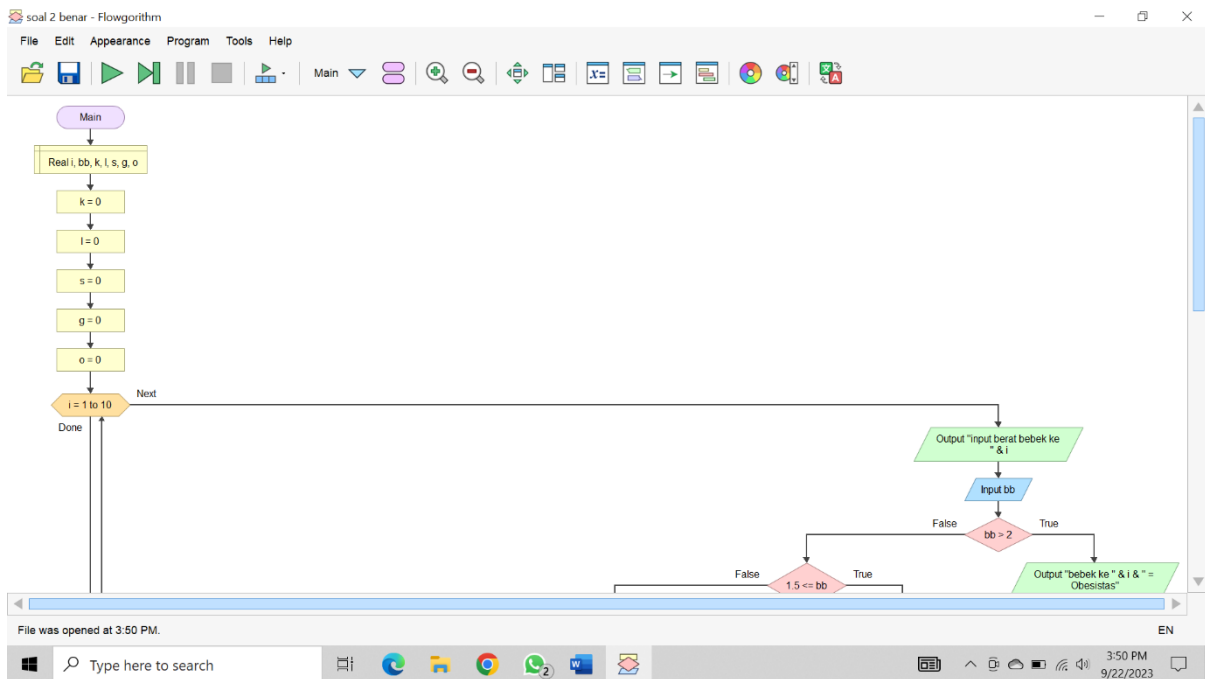 soal 2 benar - Flowgorithm
File Edit Appearance Program Tools Help
Main
x=
Main
Real i, bb, k, l, s, g, o
k = 0
l = 0
s = 0
g = 0
o = 0
i = 1 to 10
Next
Done
Output "input berat bebek ke
" & i
Input bb
False
True
bb > 2
False
True
1.5 <= bb
Output "bebek ke " & i & " =
Obesistas"
File was opened at 3:50 PM.
EN
Type here to search
2
3:50 PM
9/22/2023